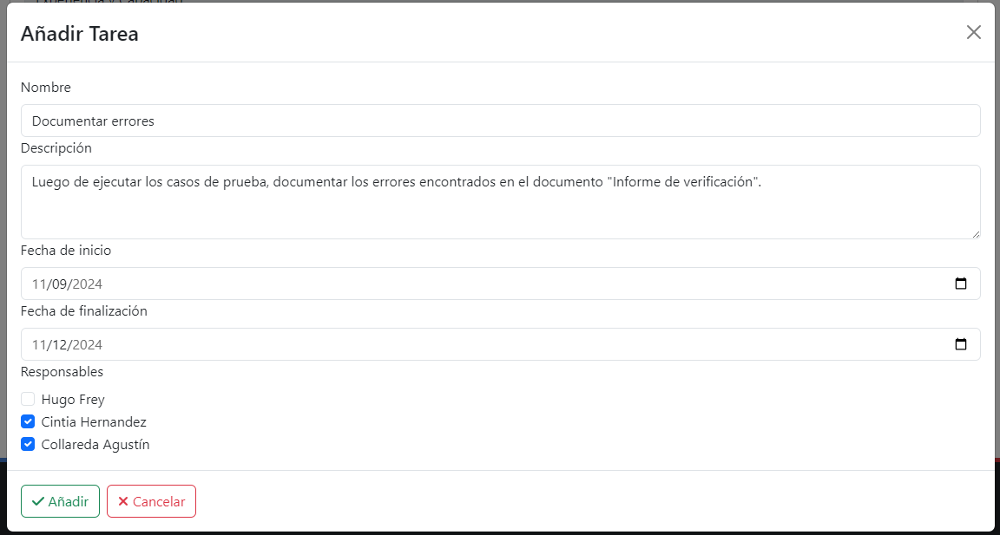 Añadir Tarea
Nombre
Documentar errores
Descripción
Luego de ejecutar los casos de prueba, documentar los errores encontrados en el documento "Informe de verificación".
Fecha de inicio
11/09/2024
Fecha de finalización
11/12/2024
Responsables
Hugo Frey
Cintia Hernandez
Collareda Agustín
Añadir
Cancelar